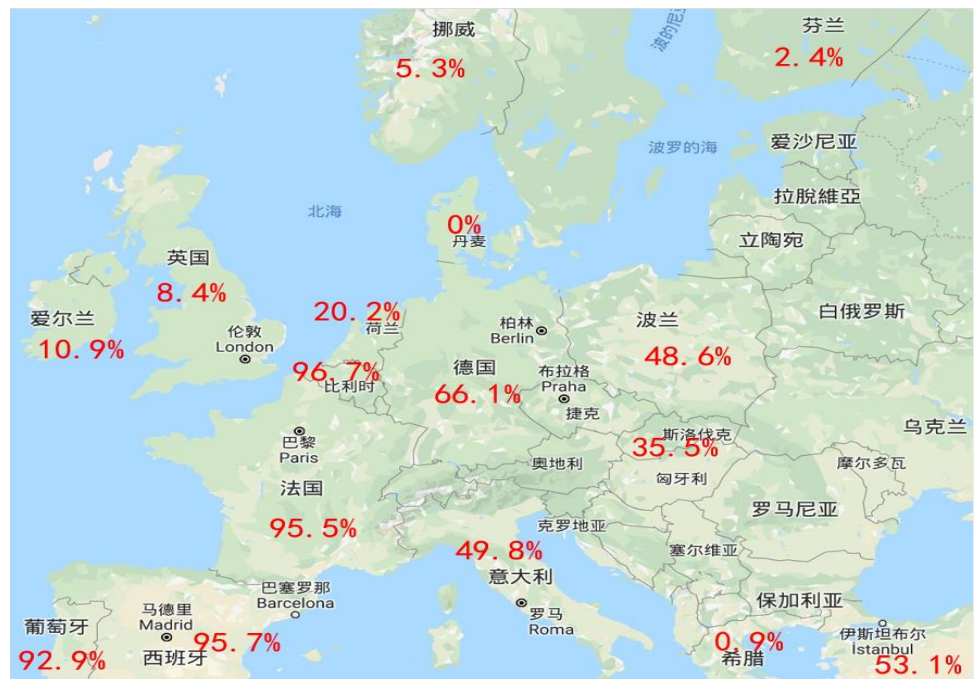 挪威
5.3%
波的尼
芬兰
2.4%
爱沙尼亚
波罗的海
拉脫維亞
北海
0%
丹麦
立陶宛
英国
8.4%
爱尔兰
10.9%
伦敦
London
20.2%
荷兰
柏林
Berlin
波兰
48.6%
白俄罗斯
96.7%
比利时
德国
66.1%
布拉格
Praha
捷克
巴黎
Paris
斯洛伐克
35.5%
乌克兰
奥地利
匈牙利
摩尔多瓦
法国
95.5%
克罗地亚
罗马尼亚
49.8%
意大利
塞尔维亚
巴塞罗那
Barcelona
罗马
Roma
保加利亚
葡萄牙
92.9%
马德里
Madrid
95.7%
西班牙
0.9%
希腊
伊斯坦布尔
İstanbul
53.1%